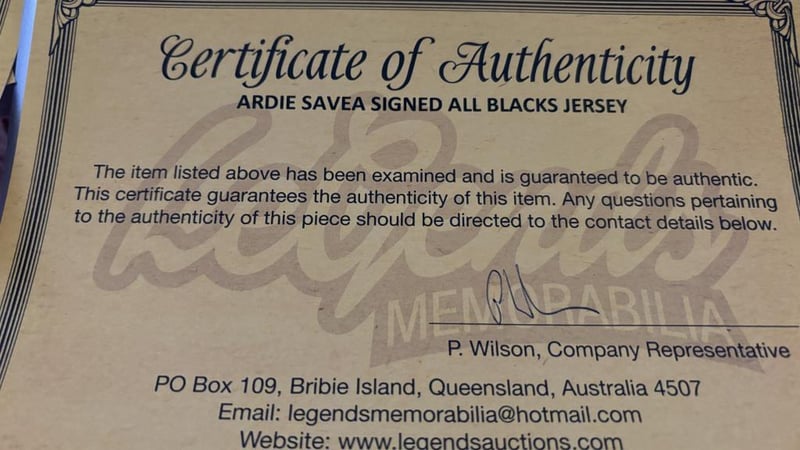 Certificate of Authenticity
ARDIE SAVEA SIGNED ALL BLACKS JERSEY
Legends
MEMORABILIA
The item listed above has been examined and is guaranteed to be authentic.
This certificate guarantees the authenticity of this item. Any questions pertaining
to the authenticity of this piece should be directed to the contact details below.
P. Wilson, Company Representative
PO Box 109, Bribie Island, Queensland, Australia 4507
Email: legendsmemorabilia@hotmail.com
Website: www.legendsauctions.com